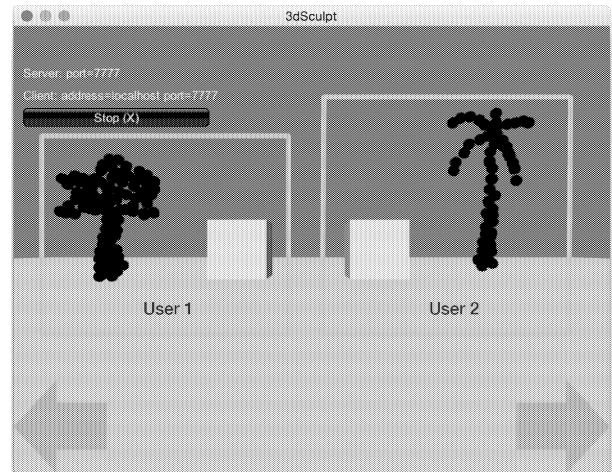 3dSculpt
Server: port=7777
Client: address=localhost port=7777
Stop (X)
User 1
User 2